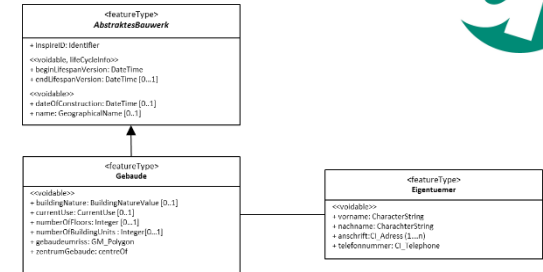 <featureType>
AbstraktesBauwerk
+ inspireID: Identifier
<<voidable, lifeCycleInfo>>
+ beginLifespanVersion: DateTime
+ endLifespanVersion: DateTime [0...1]
<<voidable>>
+ dateOfConstruction: DateTime [0..1]
+ name: GeographicalName [0..1]
<featureType>
Gebaude
<<voidable>>
+ buildingNature: BuildingNatureValue [0..1]
+ currentUse: CurrentUse [0..1]
+ numberOfFloors: Integer [0...1]
+ numberOfBuildingUnits : Integer[0..1]
+ gebaudeumriss: GM_Polygon
+ zentrumGebaude: centreOf
<featureType>
Eigentuemer
<<voidable>>
+ vorname: CharacterString
+ nachname: CharachterString
+ anschrift:CI_Adress (1....n)
+ telefonnummer: CI_Telephone